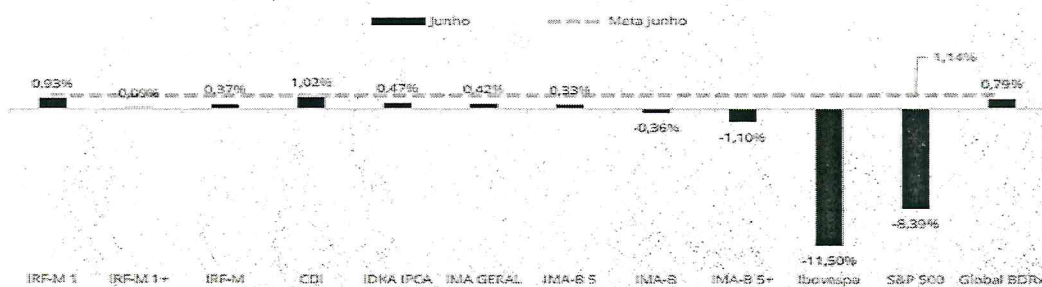 Junho Meta junho
1,14%
0,93% 0,09% 0,37% 1,02% 0,47% 0,42% 0,33% 0,79%
-0,36% -1,10%
-8,39%
-11,50%
IRF-M 1 IRF-M 1+ IRF-M CDI IDKA IPCA IMA GERAL IMA-B 5 IMA-B IMA-B 5+ Ibovespa S&P 500 Global BDRx